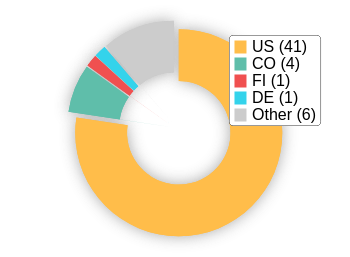 US (41)
CO (4)
FI (1)
DE (1)
Other (6)